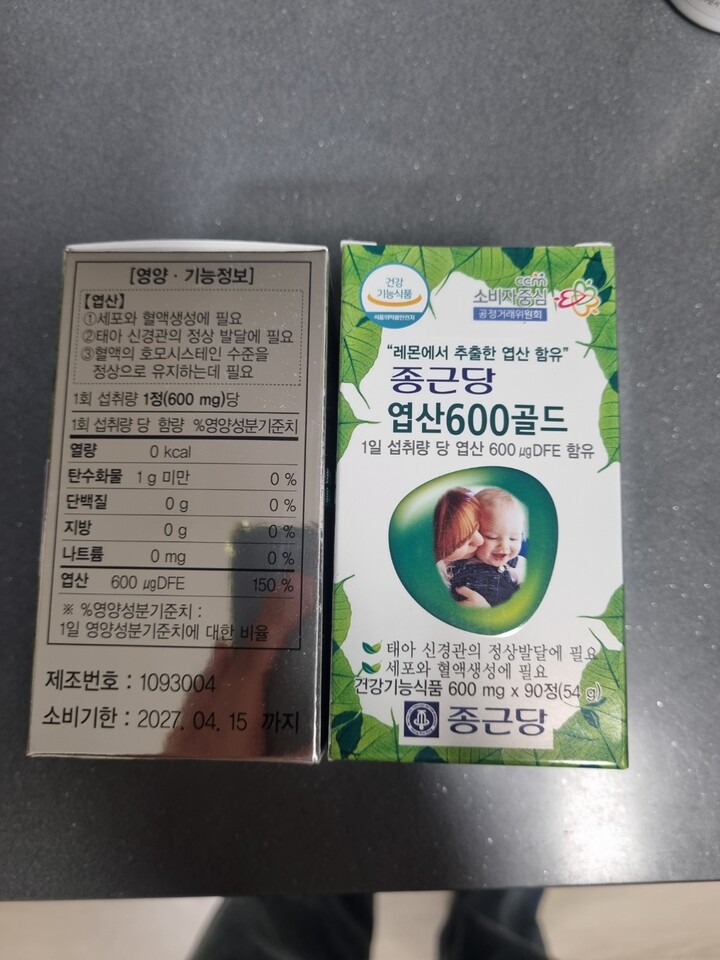 [영양 · 기능정보]
【엽산】
①세포와 혈액생성에 필요
②태아 신경관의 정상 발달에 필요
③혈액의 호모시스테인 수준을
정상으로 유지하는데 필요
1회 섭취량 1정(600 mg)당
1회 섭취량 당 함량 %영양성분기준치
열량 0 kcal
탄수화물 1 g 미만 0 %
단백질 0 g 0 %
지방 0 g 0 %
나트륨 0 mg 0 %
엽산 600 µgDFE 150 %
※ %영양성분기준치 :
1일 영양성분기준치에 대한 비율
제조번호 : 1093004
소비기한 : 2027. 04. 15 까지
건강
기능식품
식품의약품안전처
ccm
소비자중심
공정거래위원회
“레몬에서 추출한 엽산 함유”
종근당
엽산600골드
1일 섭취량 당 엽산 600 µgDFE 함유
태아 신경관의 정상발달에 필요
세포와 혈액생성에 필요
건강기능식품 600 mg x 90정(54 g)
종근당